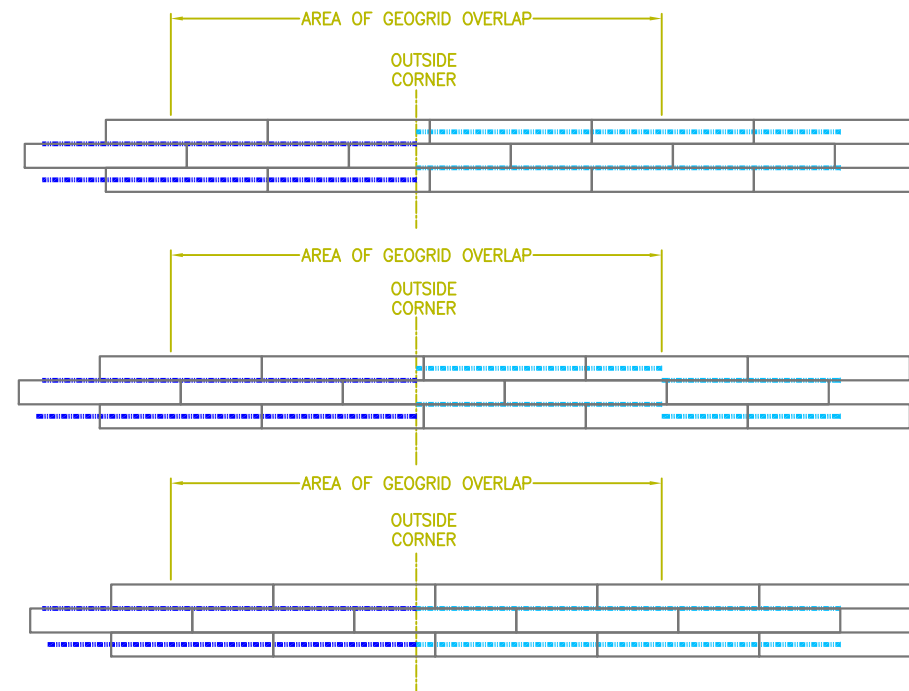 AREA OF GEOGRID OVERLAP
OUTSIDE
CORNER
AREA OF GEOGRID OVERLAP
OUTSIDE
CORNER
AREA OF GEOGRID OVERLAP
OUTSIDE
CORNER